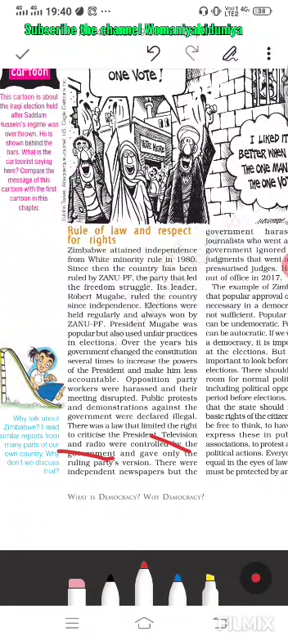 19:40
38
Subscribe the channel Womaniyakiduniya
cartoon
This cartoon is about
the Iraqi election held
after Saddam
Hussein's regime was
overthrown. He is
shown behind the
bars. What is the
cartoonist saying
here? Compare the
message of this
cartoon with the first
cartoon in this
chapter.
ONE VOTE!
VOTE HERE
I LIKED IT
BETTER WHEN
THE ONE MAN
THE ONE VO
Rule of law and respect
for rights
Zimbabwe attained independence
from White minority rule in 1980.
Since then the country has been
ruled by ZANU-PF, the party that led
the freedom struggle. Its leader,
Robert Mugabe, ruled the country
since independence. Elections were
held regularly and always won by
ZANU-PF. President Mugabe was
popular but also used unfair practices
in elections. Over the years his
government changed the constitution
several times to increase the powers
of the President and make him less
accountable. Opposition party
workers were harassed and their
meeting disrupted. Public protests
and demonstrations against the
government were declared illegal.
There was a law that limited the right
to criticise the President. Television
and radio were controlled by the
government and gave only the
ruling party's version. There were
independent newspapers but the
government haras
journalists who went a
government ignored
judgments that went
pressurised judges. H
out of office in 2017.
The example of Zimb
that popular approval o
necessary in a democ
not sufficient. Popular
can be undemocratic. P
can be autocratic. If we
a democracy, it is imp
at the elections. But
important to look before
elections. There should
room for normal politi
including political oppos
period before elections.
that the state should
basic rights of the citizen
be free to think, to have
express these in pub
associations, to protest a
political actions. Everyo
equal in the eyes of law
must be protected by an
Why talk about
Zimbabwe? I read
similar reports from
many parts of our
own country. Why
don't we discuss
that?
WHAT IS DEMOCRACY? WHY DEMOCRACY?
FILMIX